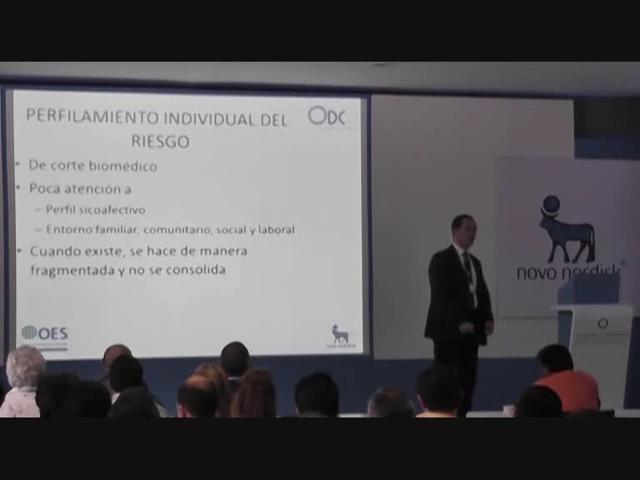 PERFILAMIENTO INDIVIDUAL DEL
RIESGO
ODC
• De corte biomédico
• Poca atención a
– Perfil sicoafectivo
– Entorno familiar, comunitario, social y laboral
• Cuando existe, se hace de manera
fragmentada y no se consolida
OES
novo nordisk